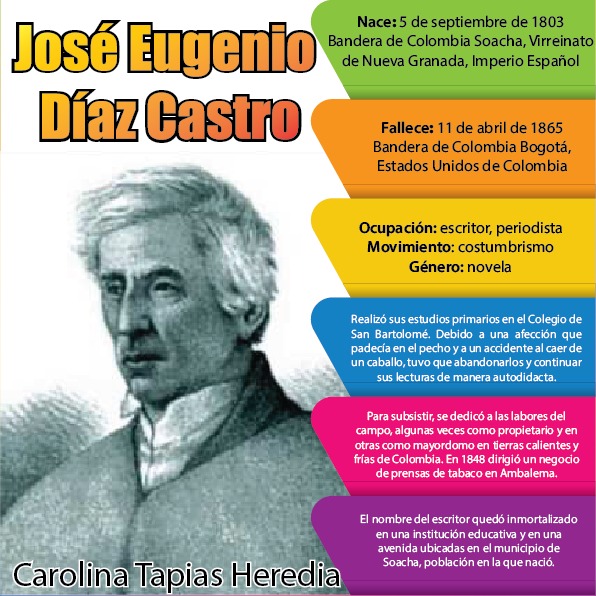 José Eugenio
Díaz Castro
Nace: 5 de septiembre de 1803
Bandera de Colombia Soacha, Virreinato
de Nueva Granada, Imperio Español
Fallece: 11 de abril de 1865
Bandera de Colombia Bogotá,
Estados Unidos de Colombia
Ocupación: escritor, periodista
Movimiento: costumbrismo
Género: novela
Realizó sus estudios primarios en el Colegio de
San Bartolomé. Debido a una afección que
padecía en el pecho y a un accidente al caer de
un caballo, tuvo que abandonarlos y continuar
sus lecturas de manera autodidacta.
Para subsistir, se dedicó a las labores del
campo, algunas veces como propietario y en
otras como mayordomo en tierras calientes y
frías de Colombia. En 1848 dirigió un negocio
de prensas de tabaco en Ambalema.
El nombre del escritor quedó inmortalizado
en una institución educativa y en una
avenida ubicadas en el municipio de
Soacha, población en la que nació.
Carolina Tapias Heredia